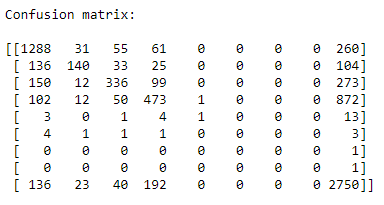 Confusion matrix:
[[1288 31 55 61 0 0 0 0 260]
[ 136 140 33 25 0 0 0 0 104]
[ 150 12 336 99 0 0 0 0 273]
[ 102 12 50 473 1 0 0 0 872]
[ 3 0 1 4 1 0 0 0 13]
[ 4 1 1 1 0 0 0 0 3]
[ 0 0 0 0 0 0 0 0 1]
[ 0 0 0 0 0 0 0 0 1]
[ 136 23 40 192 0 0 0 0 2750]]